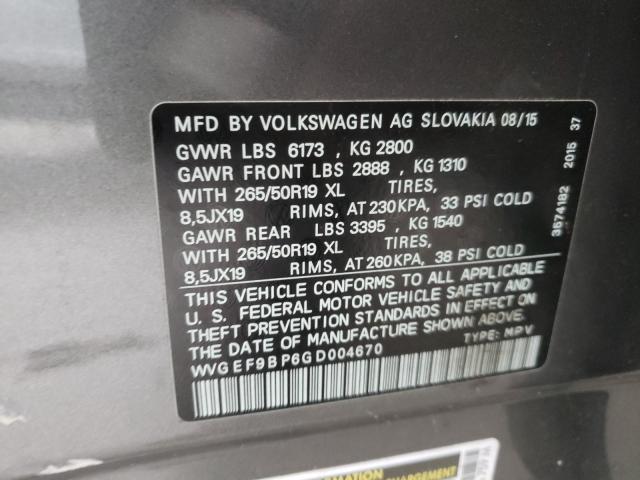 MFD BY VOLKSWAGEN AG SLOVAKIA 08/15
GVWR LBS 6173 , KG 2800
GAWR FRONT LBS 2888 , KG 1310
WITH 265/50R19 XL TIRES,
8,5JX19 RIMS, AT 230 KPA, 33 PSI COLD
GAWR REAR LBS 3395 , KG 1540
WITH 265/50R19 XL TIRES,
8,5JX19 RIMS, AT 260 KPA, 38 PSI COLD
THIS VEHICLE CONFORMS TO ALL APPLICABLE
U. S. FEDERAL MOTOR VEHICLE SAFETY AND
THEFT PREVENTION STANDARDS IN EFFECT ON
THE DATE OF MANUFACTURE SHOWN ABOVE.
WVGEF9BP6GD004670 TYPE: MPV
3574182 2015 37